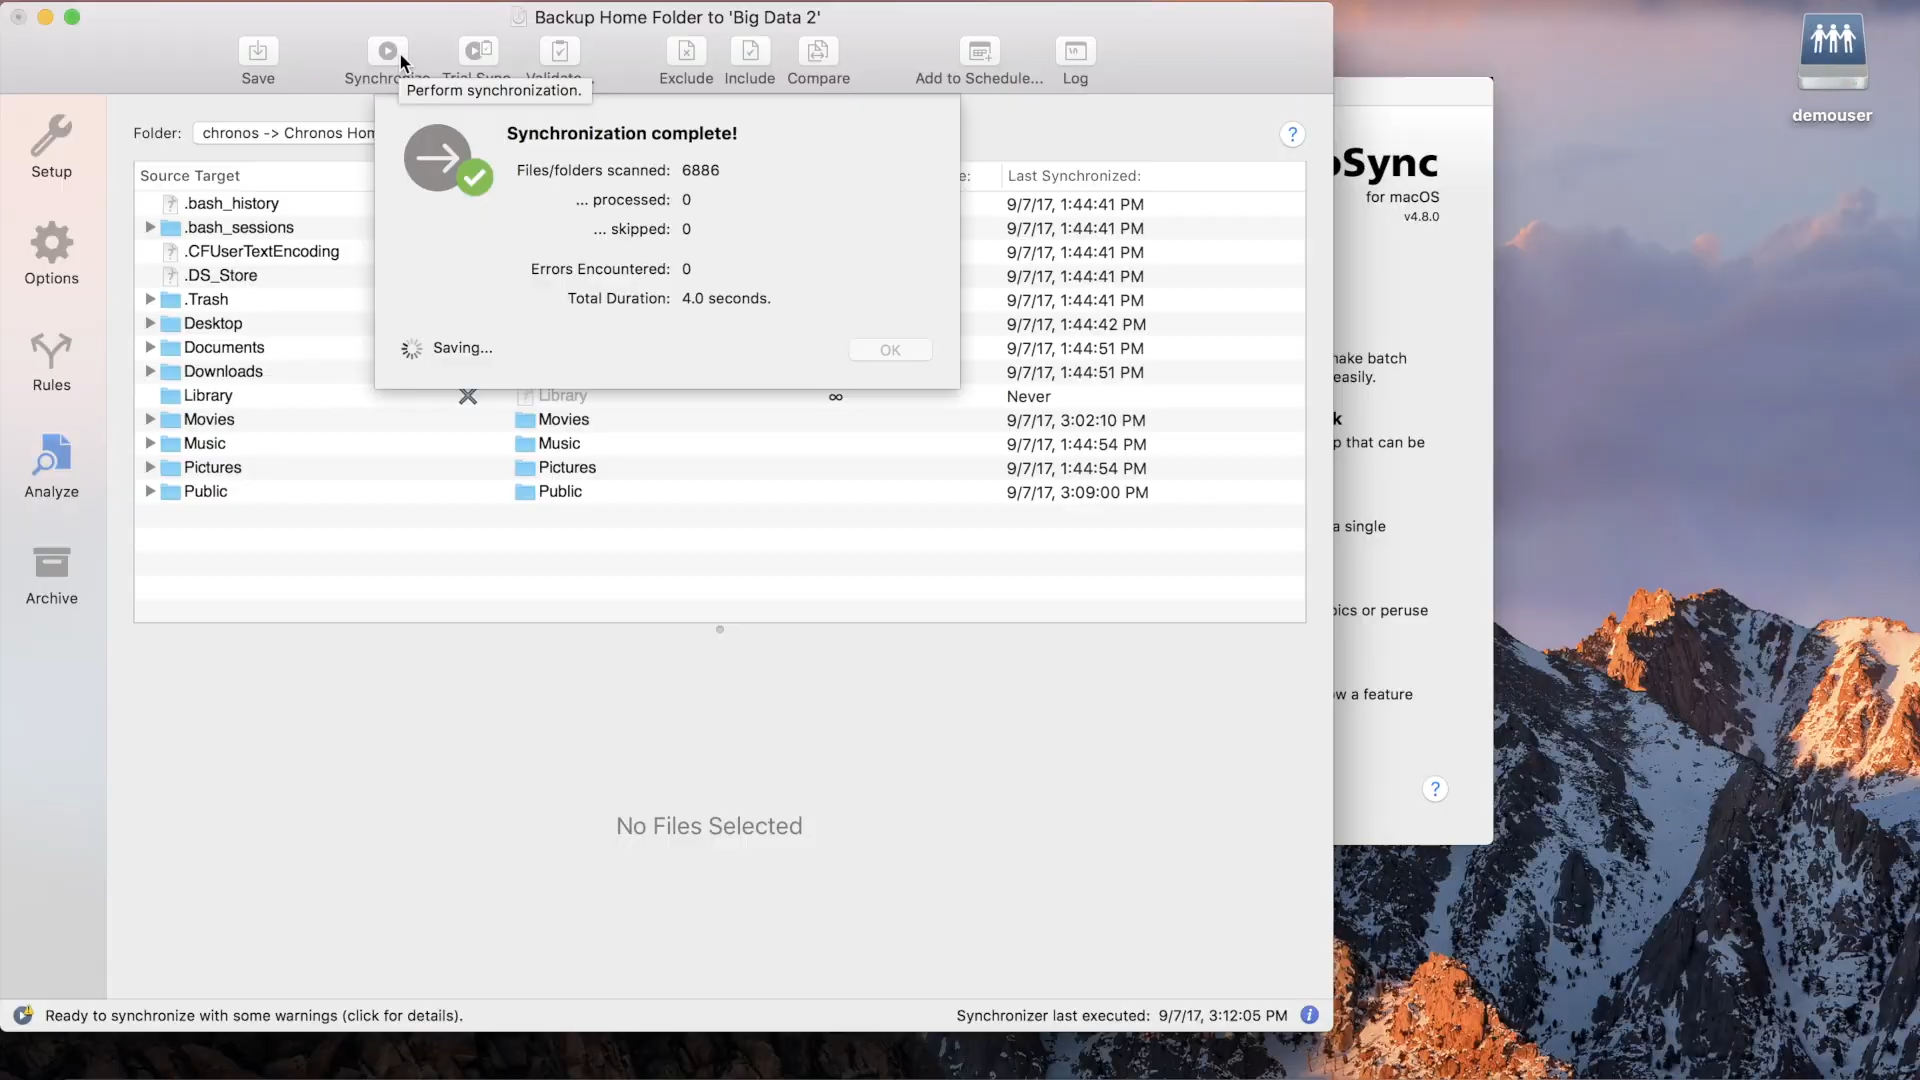 Backup Home Folder to 'Big Data 2'
Save
Synchronize
Trial Sync
Validate
Exclude
Include
Compare
Add to Schedule...
Log
Perform synchronization.
demouser
Setup
Options
Rules
Analyze
Archive
Folder: chronos -> Chronos Hom
?
Synchronization complete!
Files/folders scanned: 6886
... processed: 0
... skipped: 0
Errors Encountered: 0
Total Duration: 4.0 seconds.
Saving...
OK
Source Target
e:
Last Synchronized:
.bash_history 9/7/17, 1:44:41 PM
.bash_sessions 9/7/17, 1:44:41 PM
.CFUserTextEncoding 9/7/17, 1:44:41 PM
.DS_Store 9/7/17, 1:44:41 PM
.Trash 9/7/17, 1:44:41 PM
Desktop 9/7/17, 1:44:42 PM
Documents 9/7/17, 1:44:51 PM
Downloads 9/7/17, 1:44:51 PM
Library Library ∞ Never
Movies Movies 9/7/17, 3:02:10 PM
Music Music 9/7/17, 1:44:54 PM
Pictures Pictures 9/7/17, 1:44:54 PM
Public Public 9/7/17, 3:09:00 PM
No Files Selected
Ready to synchronize with some warnings (click for details).
Synchronizer last executed: 9/7/17, 3:12:05 PM
oSync
for macOS
v4.8.0
make batch
easily.
k
p that can be
a single
pics or peruse
w a feature
?